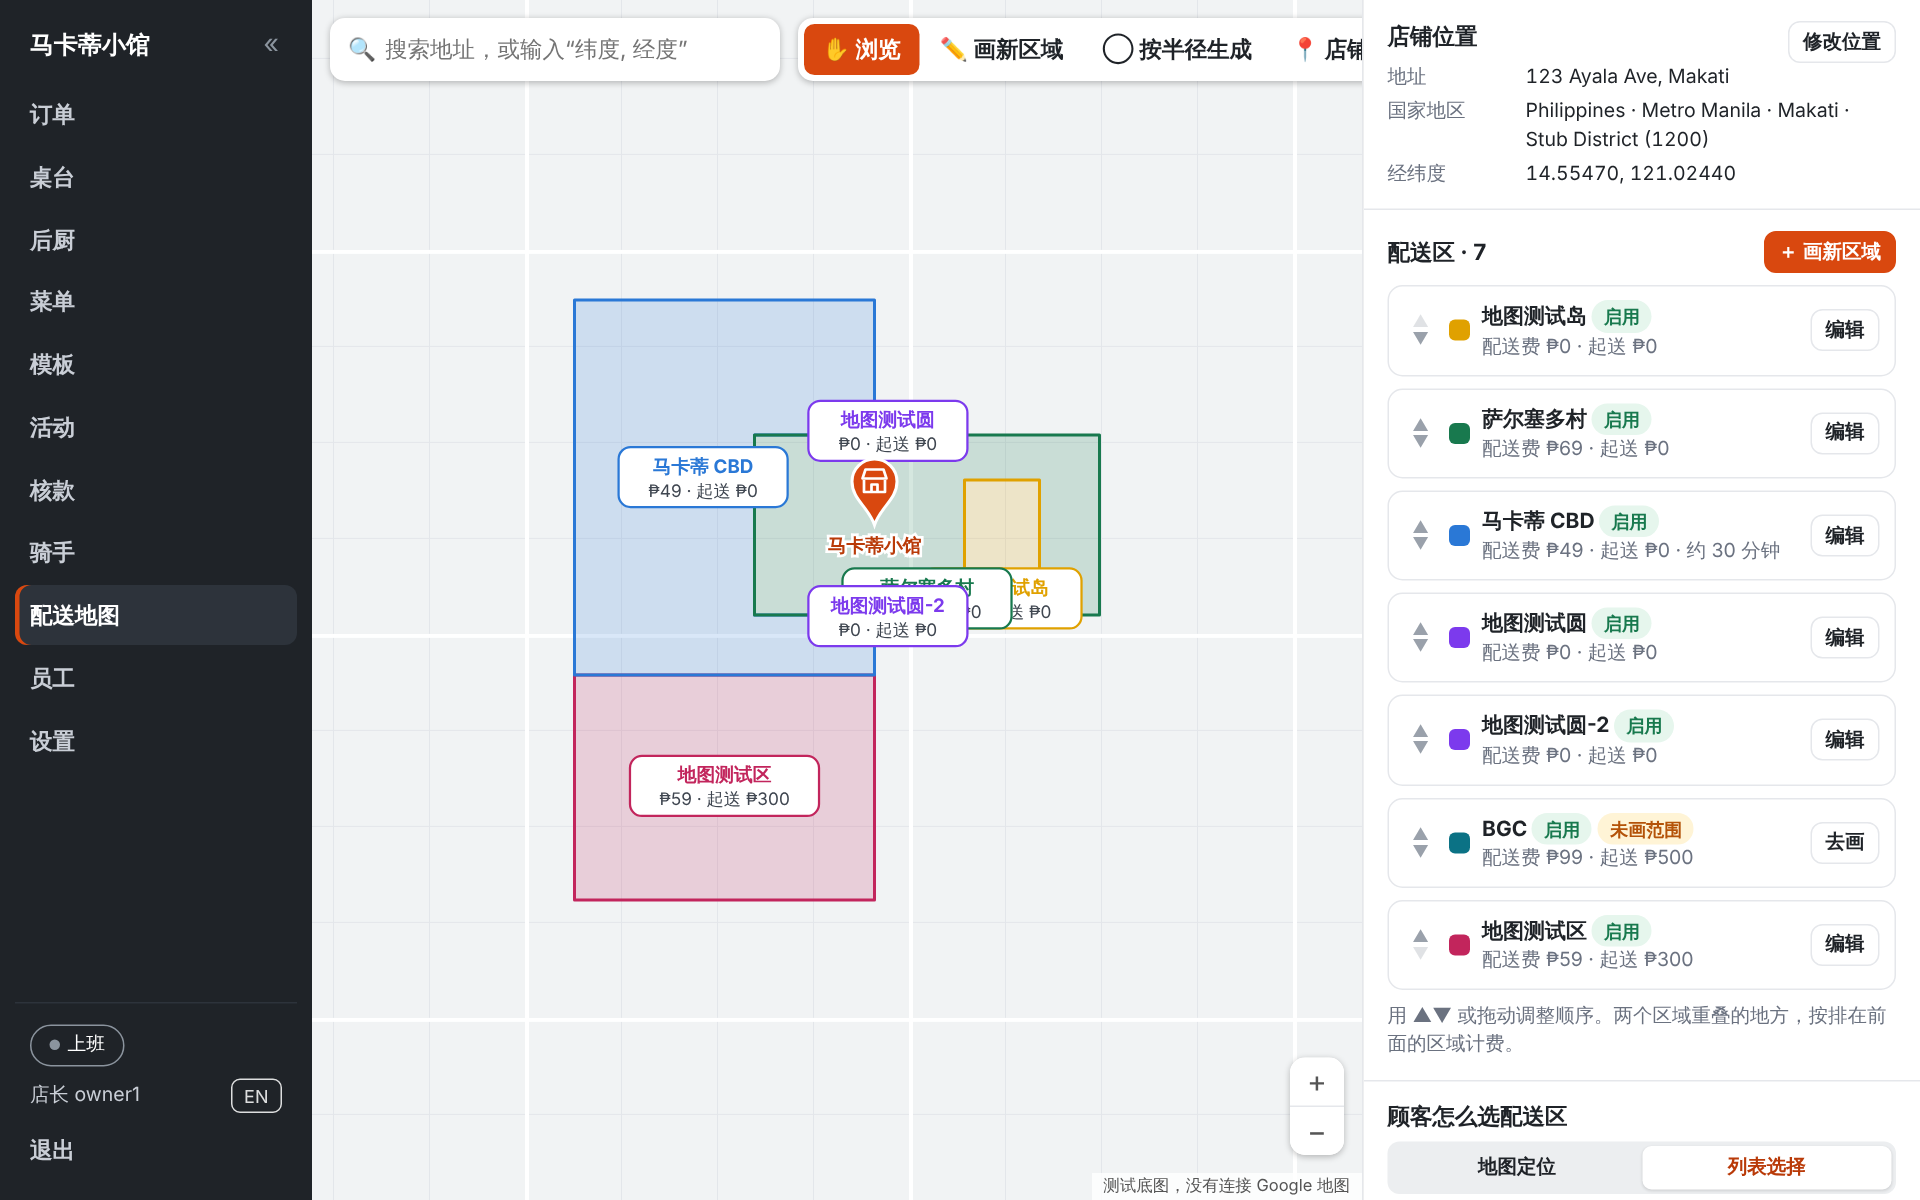 马卡蒂小馆
«
订单
桌台
后厨
菜单
模板
活动
核款
骑手
配送地图
员工
设置
上班
店长 owner1
EN
退出
搜索地址，或输入“纬度, 经度”
浏览
画新区域
按半径生成
店铺
地图测试圆
₱0 · 起送 ₱0
马卡蒂 CBD
₱49 · 起送 ₱0
马卡蒂小馆
萨尔塞多村
试岛
地图测试圆-2
₱0
送 ₱0
₱0 · 起送 ₱0
地图测试区
₱59 · 起送 ₱300
+
−
测试底图，没有连接 Google 地图
店铺位置
修改位置
地址
123 Ayala Ave, Makati
国家地区
Philippines · Metro Manila · Makati ·
Stub District (1200)
经纬度
14.55470, 121.02440
配送区 · 7
+ 画新区域
地图测试岛 启用
配送费 ₱0 · 起送 ₱0
编辑
萨尔塞多村 启用
配送费 ₱69 · 起送 ₱0
编辑
马卡蒂 CBD 启用
配送费 ₱49 · 起送 ₱0 · 约 30 分钟
编辑
地图测试圆 启用
配送费 ₱0 · 起送 ₱0
编辑
地图测试圆-2 启用
配送费 ₱0 · 起送 ₱0
编辑
BGC 启用 未画范围
配送费 ₱99 · 起送 ₱500
去画
地图测试区 启用
配送费 ₱59 · 起送 ₱300
编辑
用 ▲▼ 或拖动调整顺序。两个区域重叠的地方，按排在前
面的区域计费。
顾客怎么选配送区
地图定位
列表选择